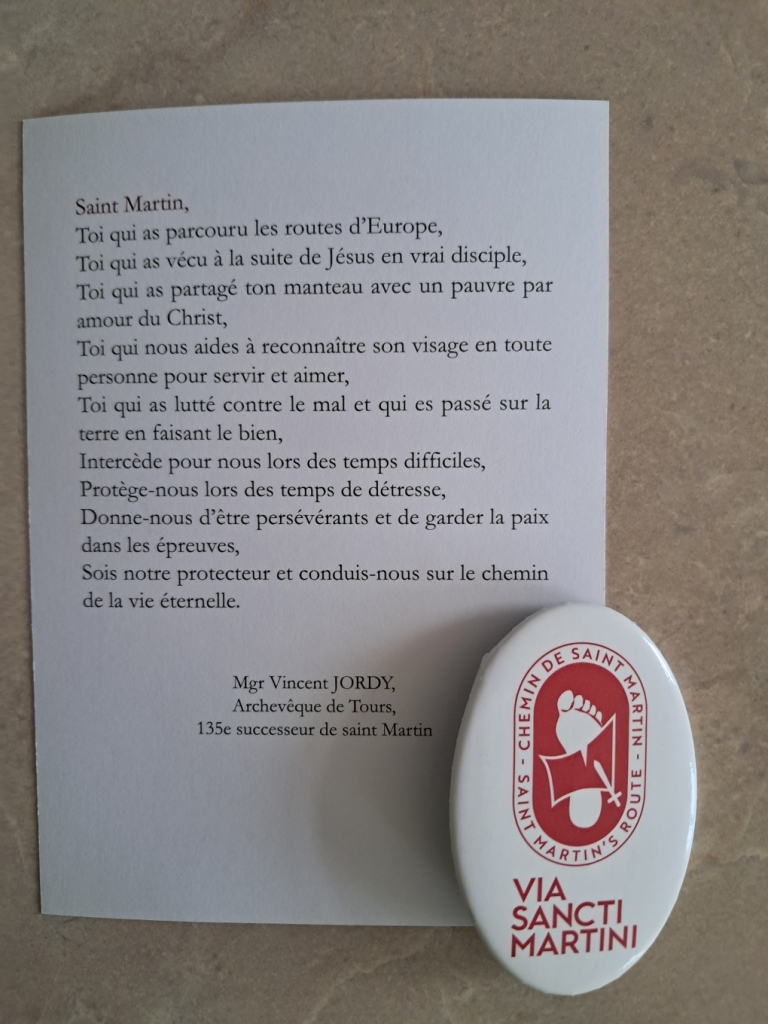 Saint Martin,
Toi qui as parcouru les routes d'Europe,
Toi qui as vécu à la suite de Jésus en vrai disciple,
Toi qui as partagé ton manteau avec un pauvre par
amour du Christ,
Toi qui nous aides à reconnaître son visage en toute
personne pour servir et aimer,
Toi qui as lutté contre le mal et qui es passé sur la
terre en faisant le bien,
Intercède pour nous lors des temps difficiles,
Protège-nous lors des temps de détresse,
Donne-nous d'être persévérants et de garder la paix
dans les épreuves,
Sois notre protecteur et conduis-nous sur le chemin
de la vie éternelle.
Mgr Vincent JORDY,
Archevêque de Tours,
135e successeur de saint Martin
- CHEMIN DE SAINT MARTIN -
SAINT MARTIN'S ROUTE
VIA
SANCTI
MARTINI